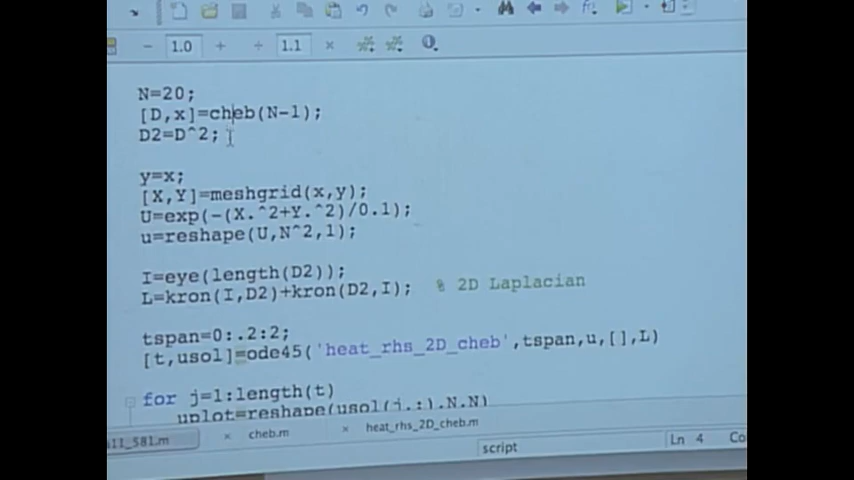 1.0
1.1
N=20;
[D,x]=cheb(N-1);
D2=D^2;
y=x;
[X,Y]=meshgrid(x,y);
U=exp(-(X.^2+Y.^2)/0.1);
u=reshape(U,N^2,1);
I=eye(length(D2));
L=kron(I,D2)+kron(D2,I); % 2D Laplacian
tspan=0:.2:2;
[t,usol]=ode45('heat_rhs_2D_cheb',tspan,u,[],L)
for j=1:length(t)
uplot=reshape(usol(j,:),N,N)
11_581.m × cheb.m × heat_rhs_2D_cheb.m
script Ln 4 Co